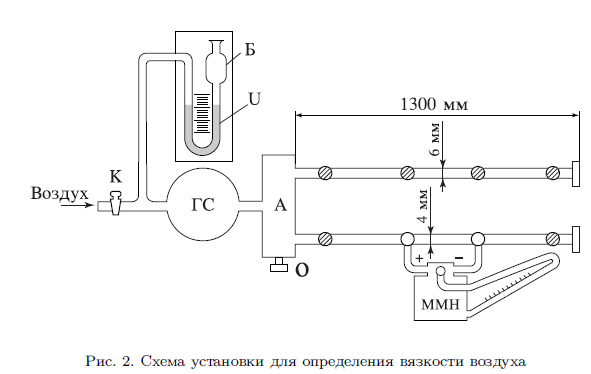 Б
U
1300 мм
6 мм
К
Воздух
ГС
А
4 мм
+ −
О
ММН
Рис. 2. Схема установки для определения вязкости воздуха